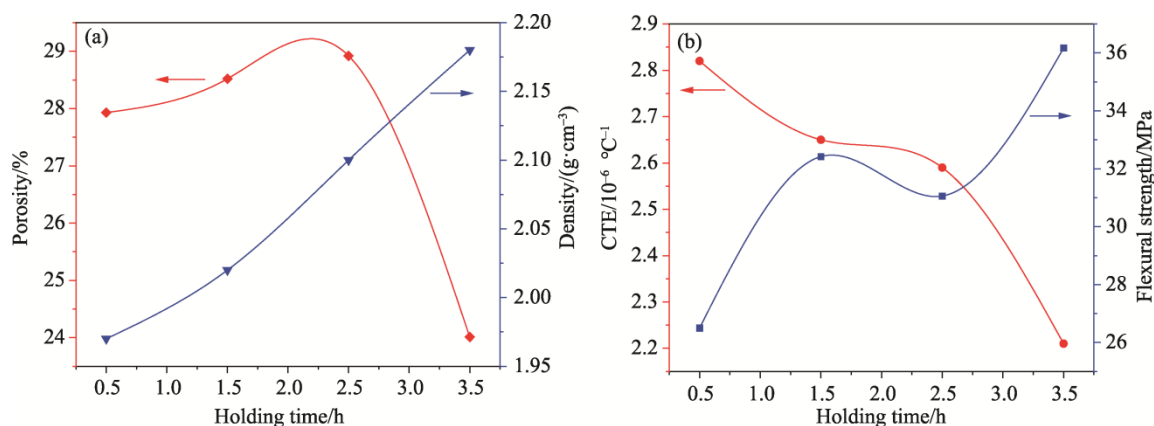 (a)
Porosity/%
29
28
27
26
25
24
0.5 1.0 1.5 2.0 2.5 3.0 3.5
Holding time/h
2.20
2.15
2.10
2.05
2.00
1.95
Density/(g·cm⁻³)
(b)
CTE/10⁻⁶ °C⁻¹
2.9
2.8
2.7
2.6
2.5
2.4
2.3
2.2
0.5 1.0 1.5 2.0 2.5 3.0 3.5
Holding time/h
36
34
32
30
28
26
Flexural strength/MPa